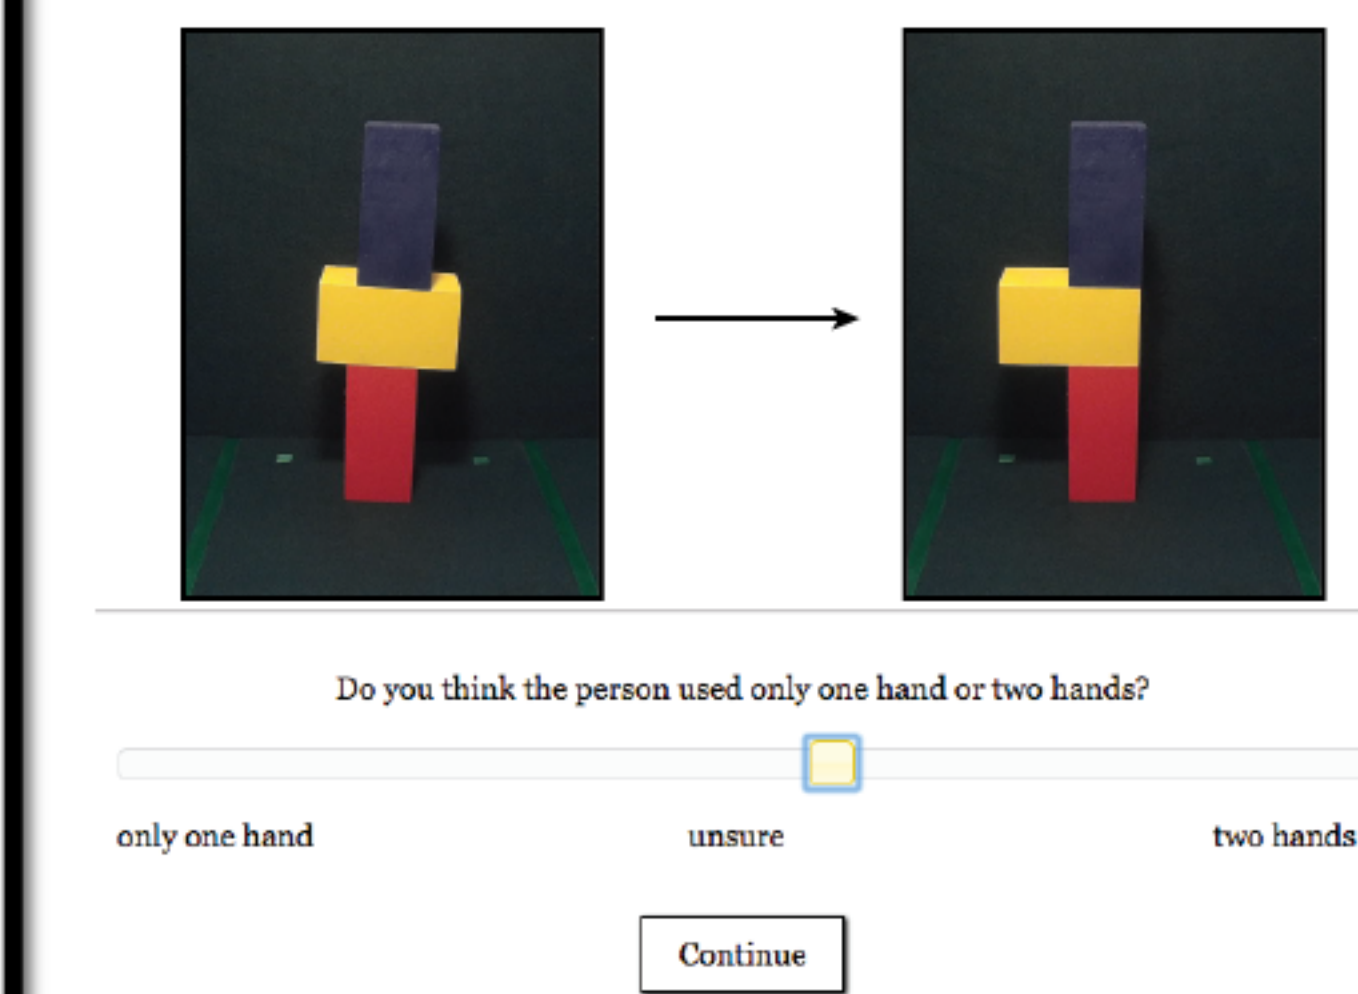 Do you think the person used only one hand or two hands?
only one hand unsure two hands
Continue